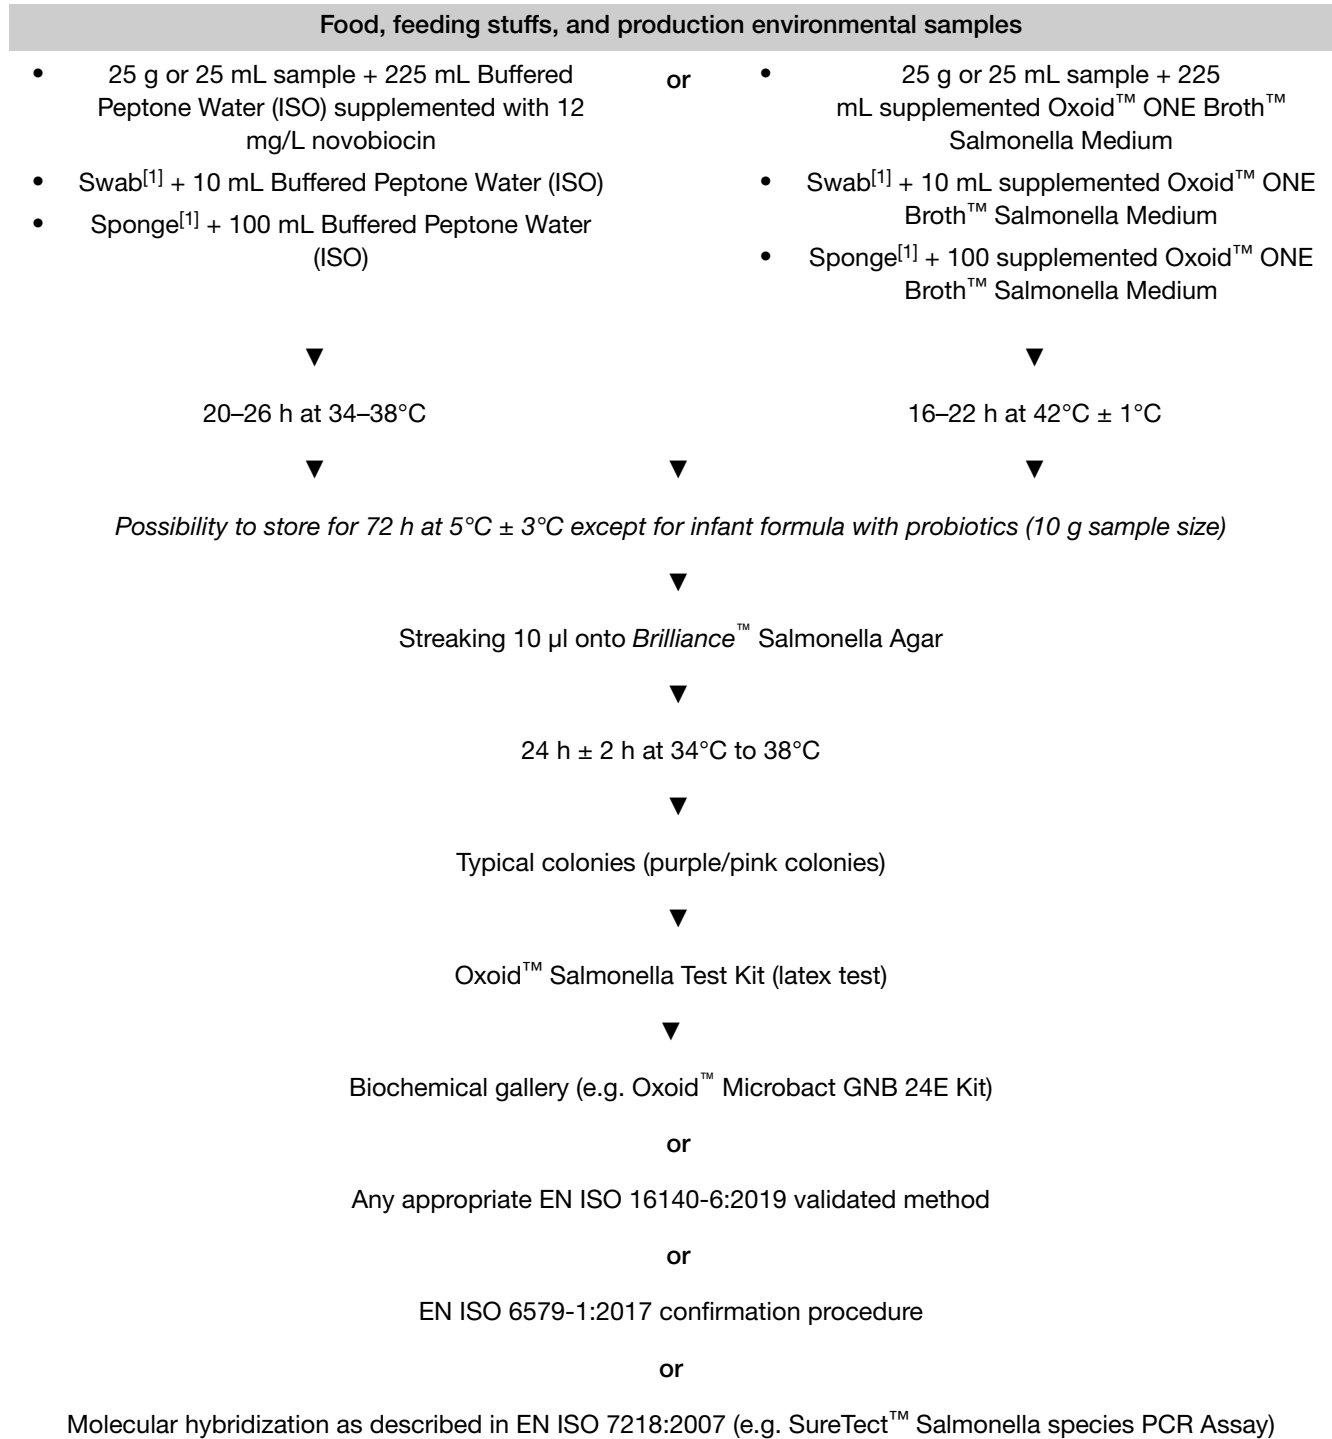 Food, feeding stuffs, and production environmental samples
• 25 g or 25 mL sample + 225 mL Buffered
Peptone Water (ISO) supplemented with 12
mg/L novobiocin
• Swab[1] + 10 mL Buffered Peptone Water (ISO)
• Sponge[1] + 100 mL Buffered Peptone Water
(ISO)
or
• 25 g or 25 mL sample + 225
mL supplemented Oxoid™ ONE Broth™
Salmonella Medium
• Swab[1] + 10 mL supplemented Oxoid™ ONE
Broth™ Salmonella Medium
• Sponge[1] + 100 supplemented Oxoid™ ONE
Broth™ Salmonella Medium
▼ ▼
20–26 h at 34–38°C
16–22 h at 42°C ± 1°C
▼ ▼ ▼
Possibility to store for 72 h at 5°C ± 3°C except for infant formula with probiotics (10 g sample size)
▼
Streaking 10 µl onto Brilliance™ Salmonella Agar
▼
24 h ± 2 h at 34°C to 38°C
▼
Typical colonies (purple/pink colonies)
▼
Oxoid™ Salmonella Test Kit (latex test)
▼
Biochemical gallery (e.g. Oxoid™ Microbact GNB 24E Kit)
or
Any appropriate EN ISO 16140-6:2019 validated method
or
EN ISO 6579-1:2017 confirmation procedure
or
Molecular hybridization as described in EN ISO 7218:2007 (e.g. SureTect™ Salmonella species PCR Assay)